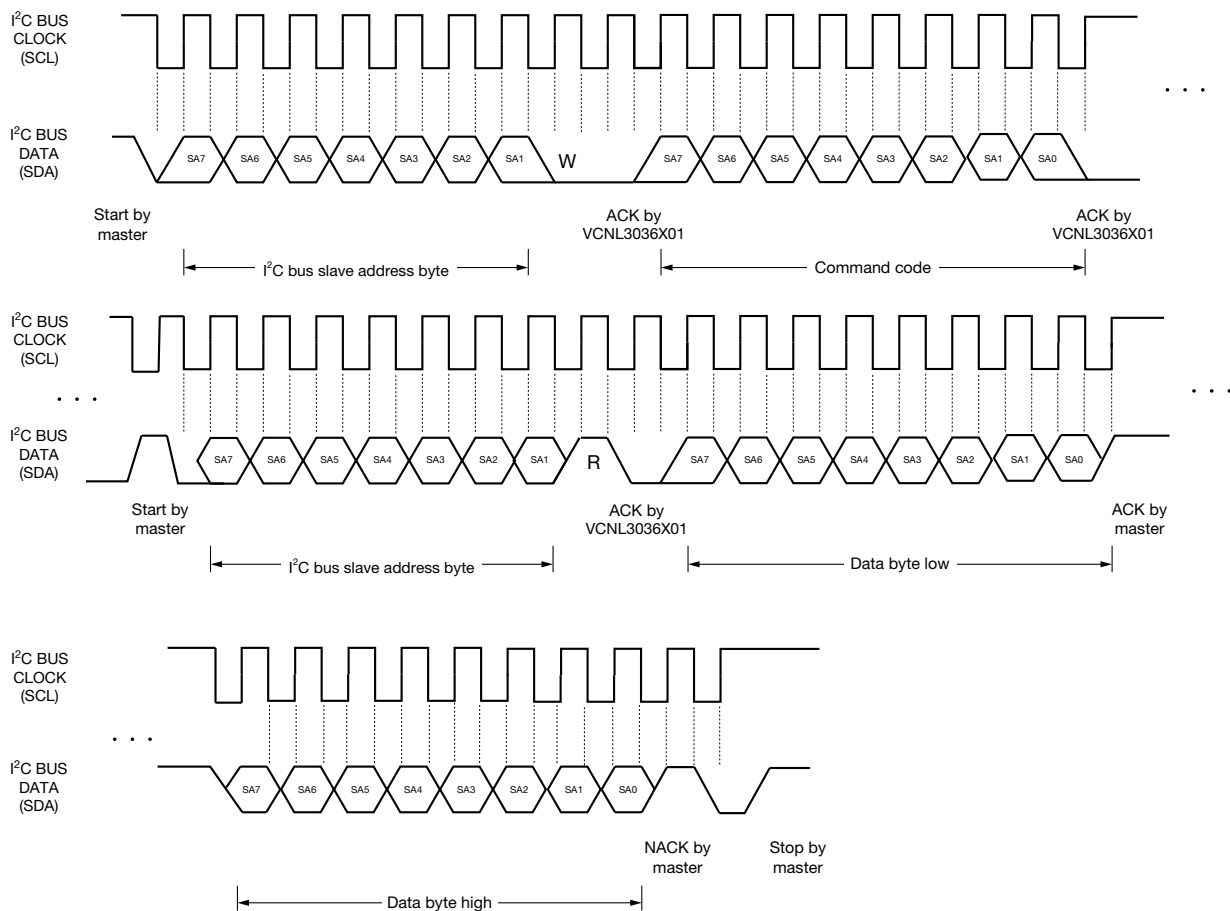 I²C BUS
CLOCK
(SCL)
. . .
I²C BUS
DATA
(SDA)
SA7 SA6 SA5 SA4 SA3 SA2 SA1 W SA7 SA6 SA5 SA4 SA3 SA2 SA1 SA0
Start by
master
ACK by
VCNL3036X01
ACK by
VCNL3036X01
I²C bus slave address byte
Command code
I²C BUS
CLOCK
(SCL)
. . .
. . .
I²C BUS
DATA
(SDA)
SA7 SA6 SA5 SA4 SA3 SA2 SA1 R SA7 SA6 SA5 SA4 SA3 SA2 SA1 SA0
Start by
master
ACK by
VCNL3036X01
ACK by
master
I²C bus slave address byte
Data byte low
I²C BUS
CLOCK
(SCL)
. . .
I²C BUS
DATA
(SDA)
SA7 SA6 SA5 SA4 SA3 SA2 SA1 SA0
NACK by
master
Stop by
master
Data byte high